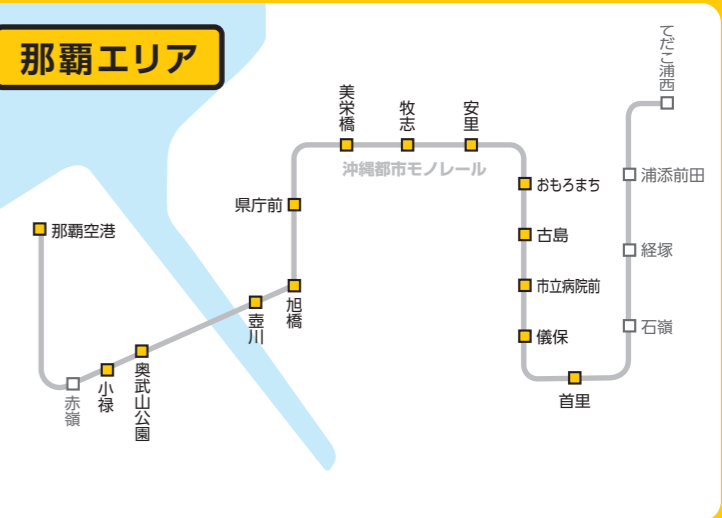 那覇エリア
てだこ浦西
浦添前田
経塚
石嶺
首里
儀保
市立病院前
古島
おもろまち
安里
牧志
美栄橋
沖縄都市モノレール
県庁前
旭橋
壺川
奥武山公園
小禄
赤嶺
那覇空港